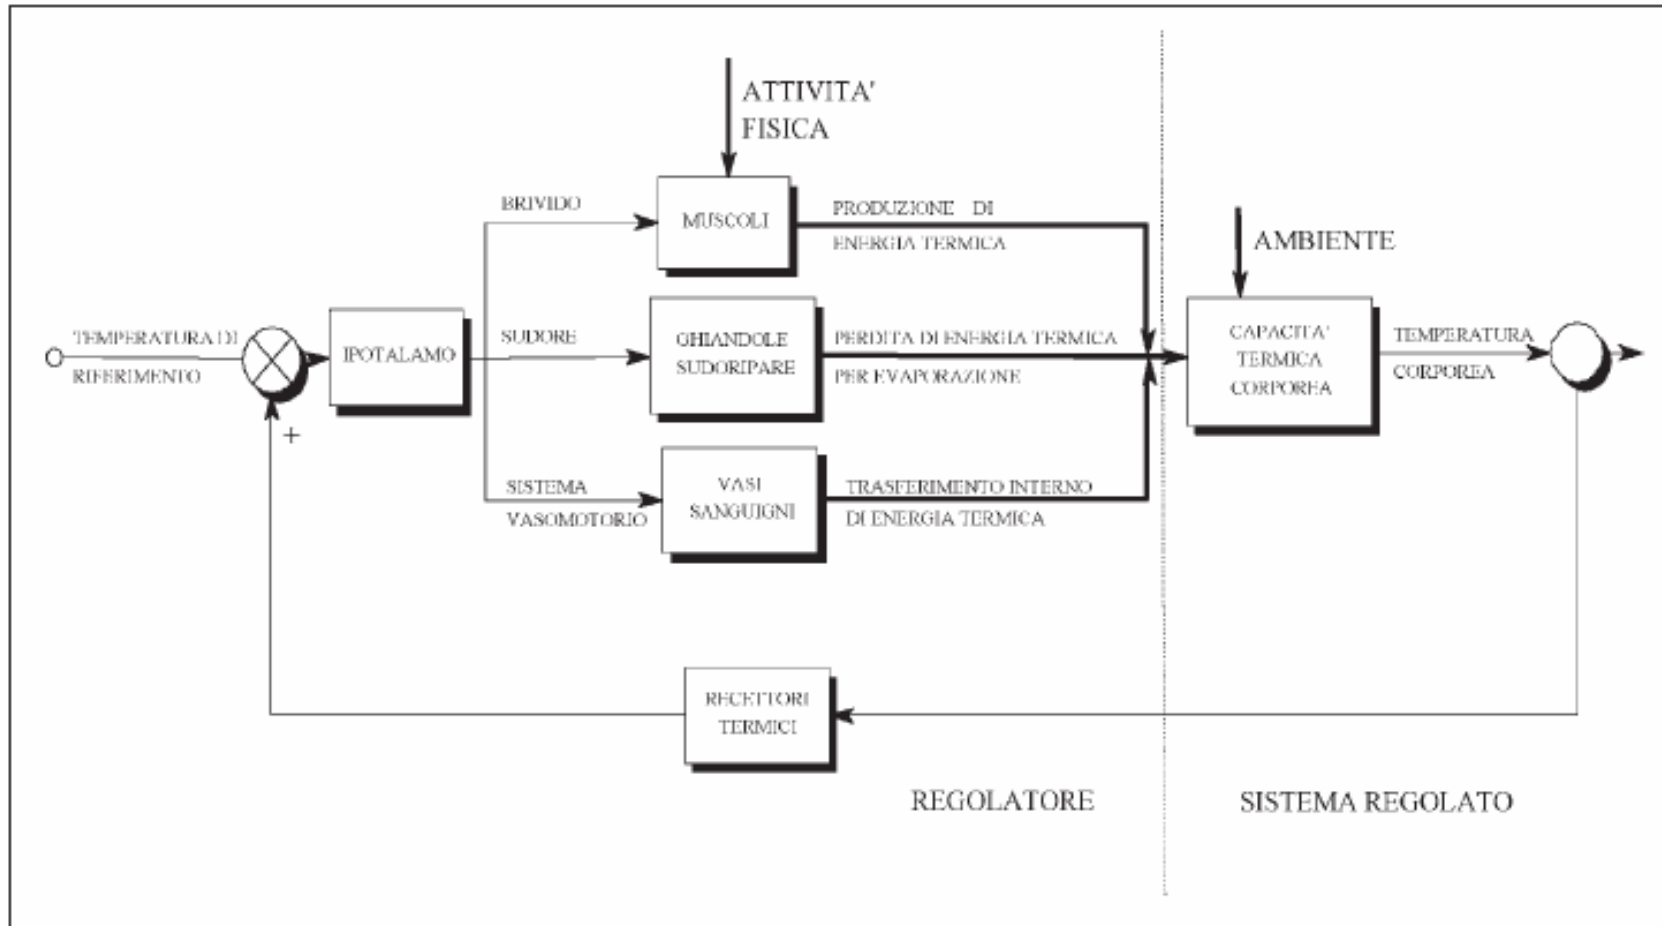 ATTIVITA'
FISICA
BRIVIDO
MUSCOLI
PRODUZIONE DI
ENERGIA TERMICA
AMBIENTE
TEMPERATURA DI
RIFERIMENTO
+
IPOTALAMO
SUDORE
GHIANDOLE
SUDORIPARE
PERDITA DI ENERGIA TERMICA
PER EVAPORAZIONE
CAPACITA'
TERMICA
CORPOREA
TEMPERATURA
CORPOREA
SISTEMA
VASOMOTORIO
VASI
SANGUIGNI
TRASFERIMENTO INTERNO
DI ENERGIA TERMICA
RECETTORI
TERMICI
REGOLATORE
SISTEMA REGOLATO